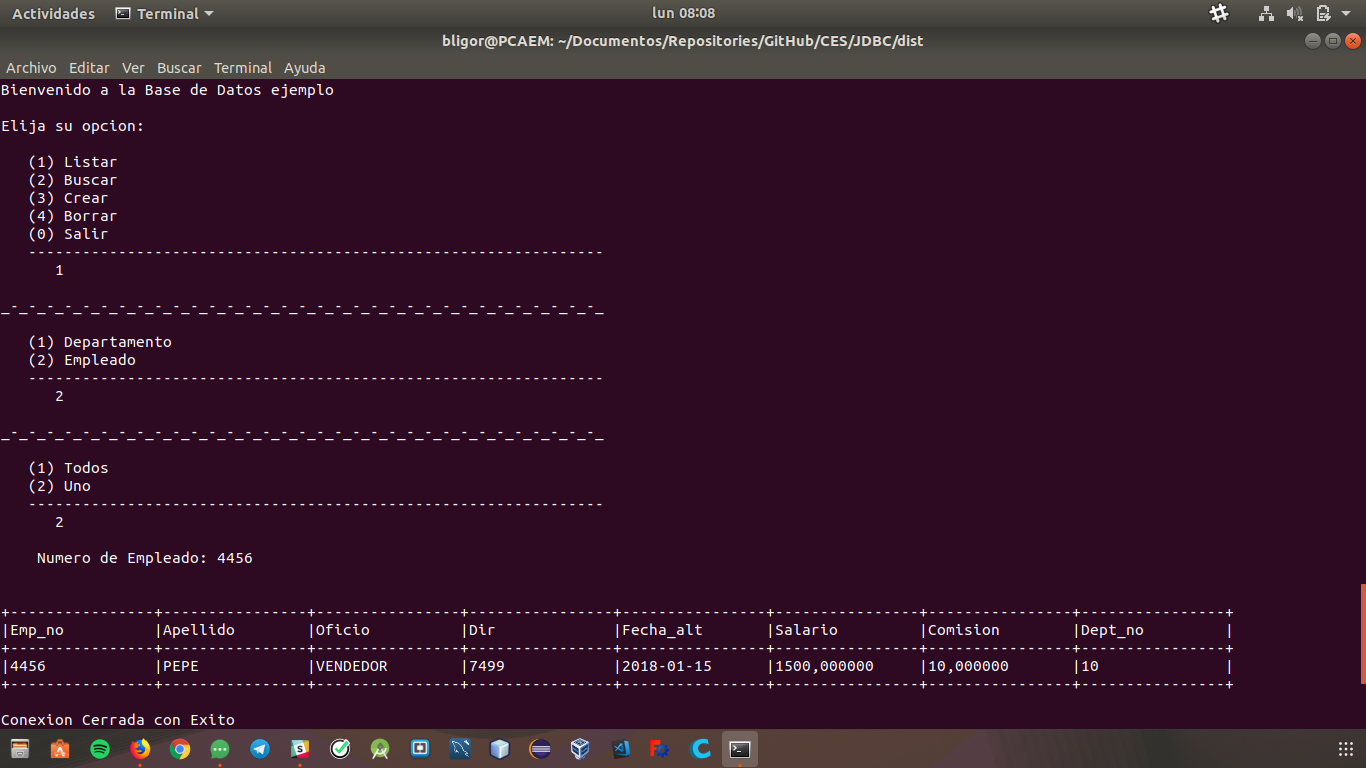 Actividades Terminal lun 08:08
bligor@PCAEM: ~/Documentos/Repositories/GitHub/CES/JDBC/dist
Archivo Editar Ver Buscar Terminal Ayuda
Bienvenido a la Base de Datos ejemplo
Elija su opcion:
(1) Listar
(2) Buscar
(3) Crear
(4) Borrar
(0) Salir
----------------------------------------------------------------
1
_-_-_-_-_-_-_-_-_-_-_-_-_-_-_-_-_-_-_-_-_-_-_-_-_-_-_-_-_-_-_-_-_-_
(1) Departamento
(2) Empleado
----------------------------------------------------------------
2
_-_-_-_-_-_-_-_-_-_-_-_-_-_-_-_-_-_-_-_-_-_-_-_-_-_-_-_-_-_-_-_-_-_
(1) Todos
(2) Uno
----------------------------------------------------------------
2
Numero de Empleado: 4456
+----------------+----------------+----------------+----------------+----------------+----------------+----------------+----------------+
|Emp_no |Apellido |Oficio |Dir |Fecha_alt |Salario |Comision |Dept_no |
+----------------+----------------+----------------+----------------+----------------+----------------+----------------+----------------+
|4456 |PEPE |VENDEDOR |7499 |2018-01-15 |1500,000000 |10,000000 |10 |
+----------------+----------------+----------------+----------------+----------------+----------------+----------------+----------------+
Conexion Cerrada con Exito